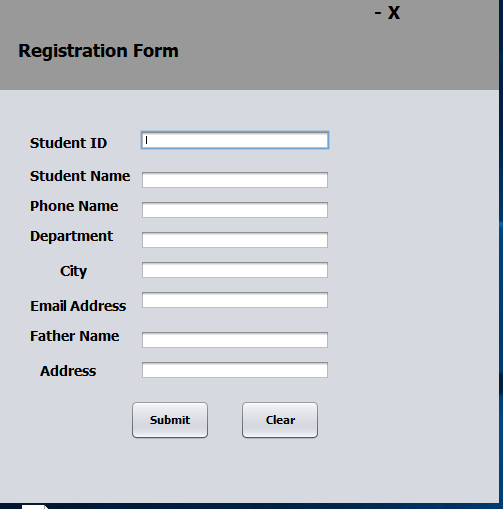 - X
Registration Form
Student ID
Student Name
Phone Name
Department
City
Email Address
Father Name
Address
Submit Clear